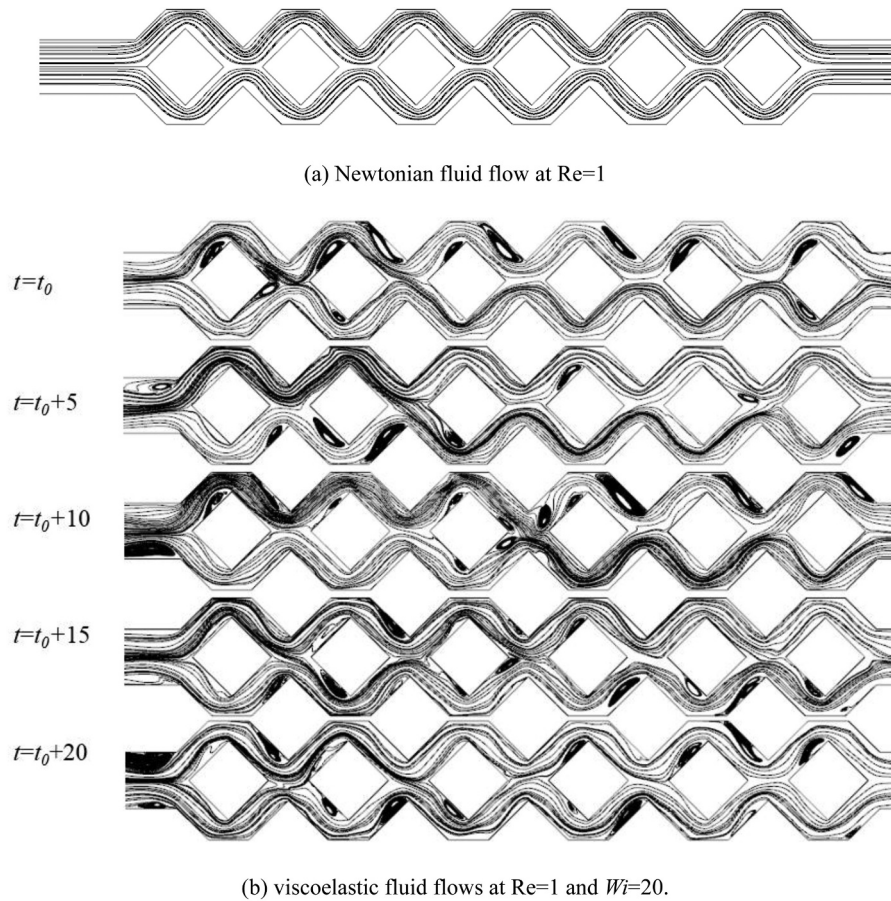 (a) Newtonian fluid flow at Re=1
t=t0
t=t0+5
t=t0+10
t=t0+15
t=t0+20
(b) viscoelastic fluid flows at Re=1 and Wi=20.